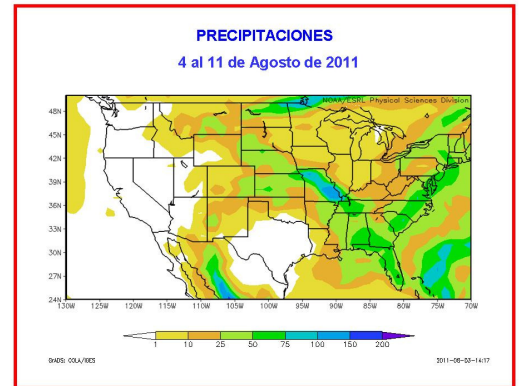 PRECIPITACIONES
4 al 11 de Agosto de 2011
NOAA/ESRL Physical Sciences Division
48N
45N
42N
39N
36N
33N
30N
27N
24N
130W 125W 120W 115W 110W 105W 100W 95W 90W 85W 80W 75W 70W
1 10 25 50 75 100 150 200
GrADS: COLA/IGES 2011-08-03-14:17